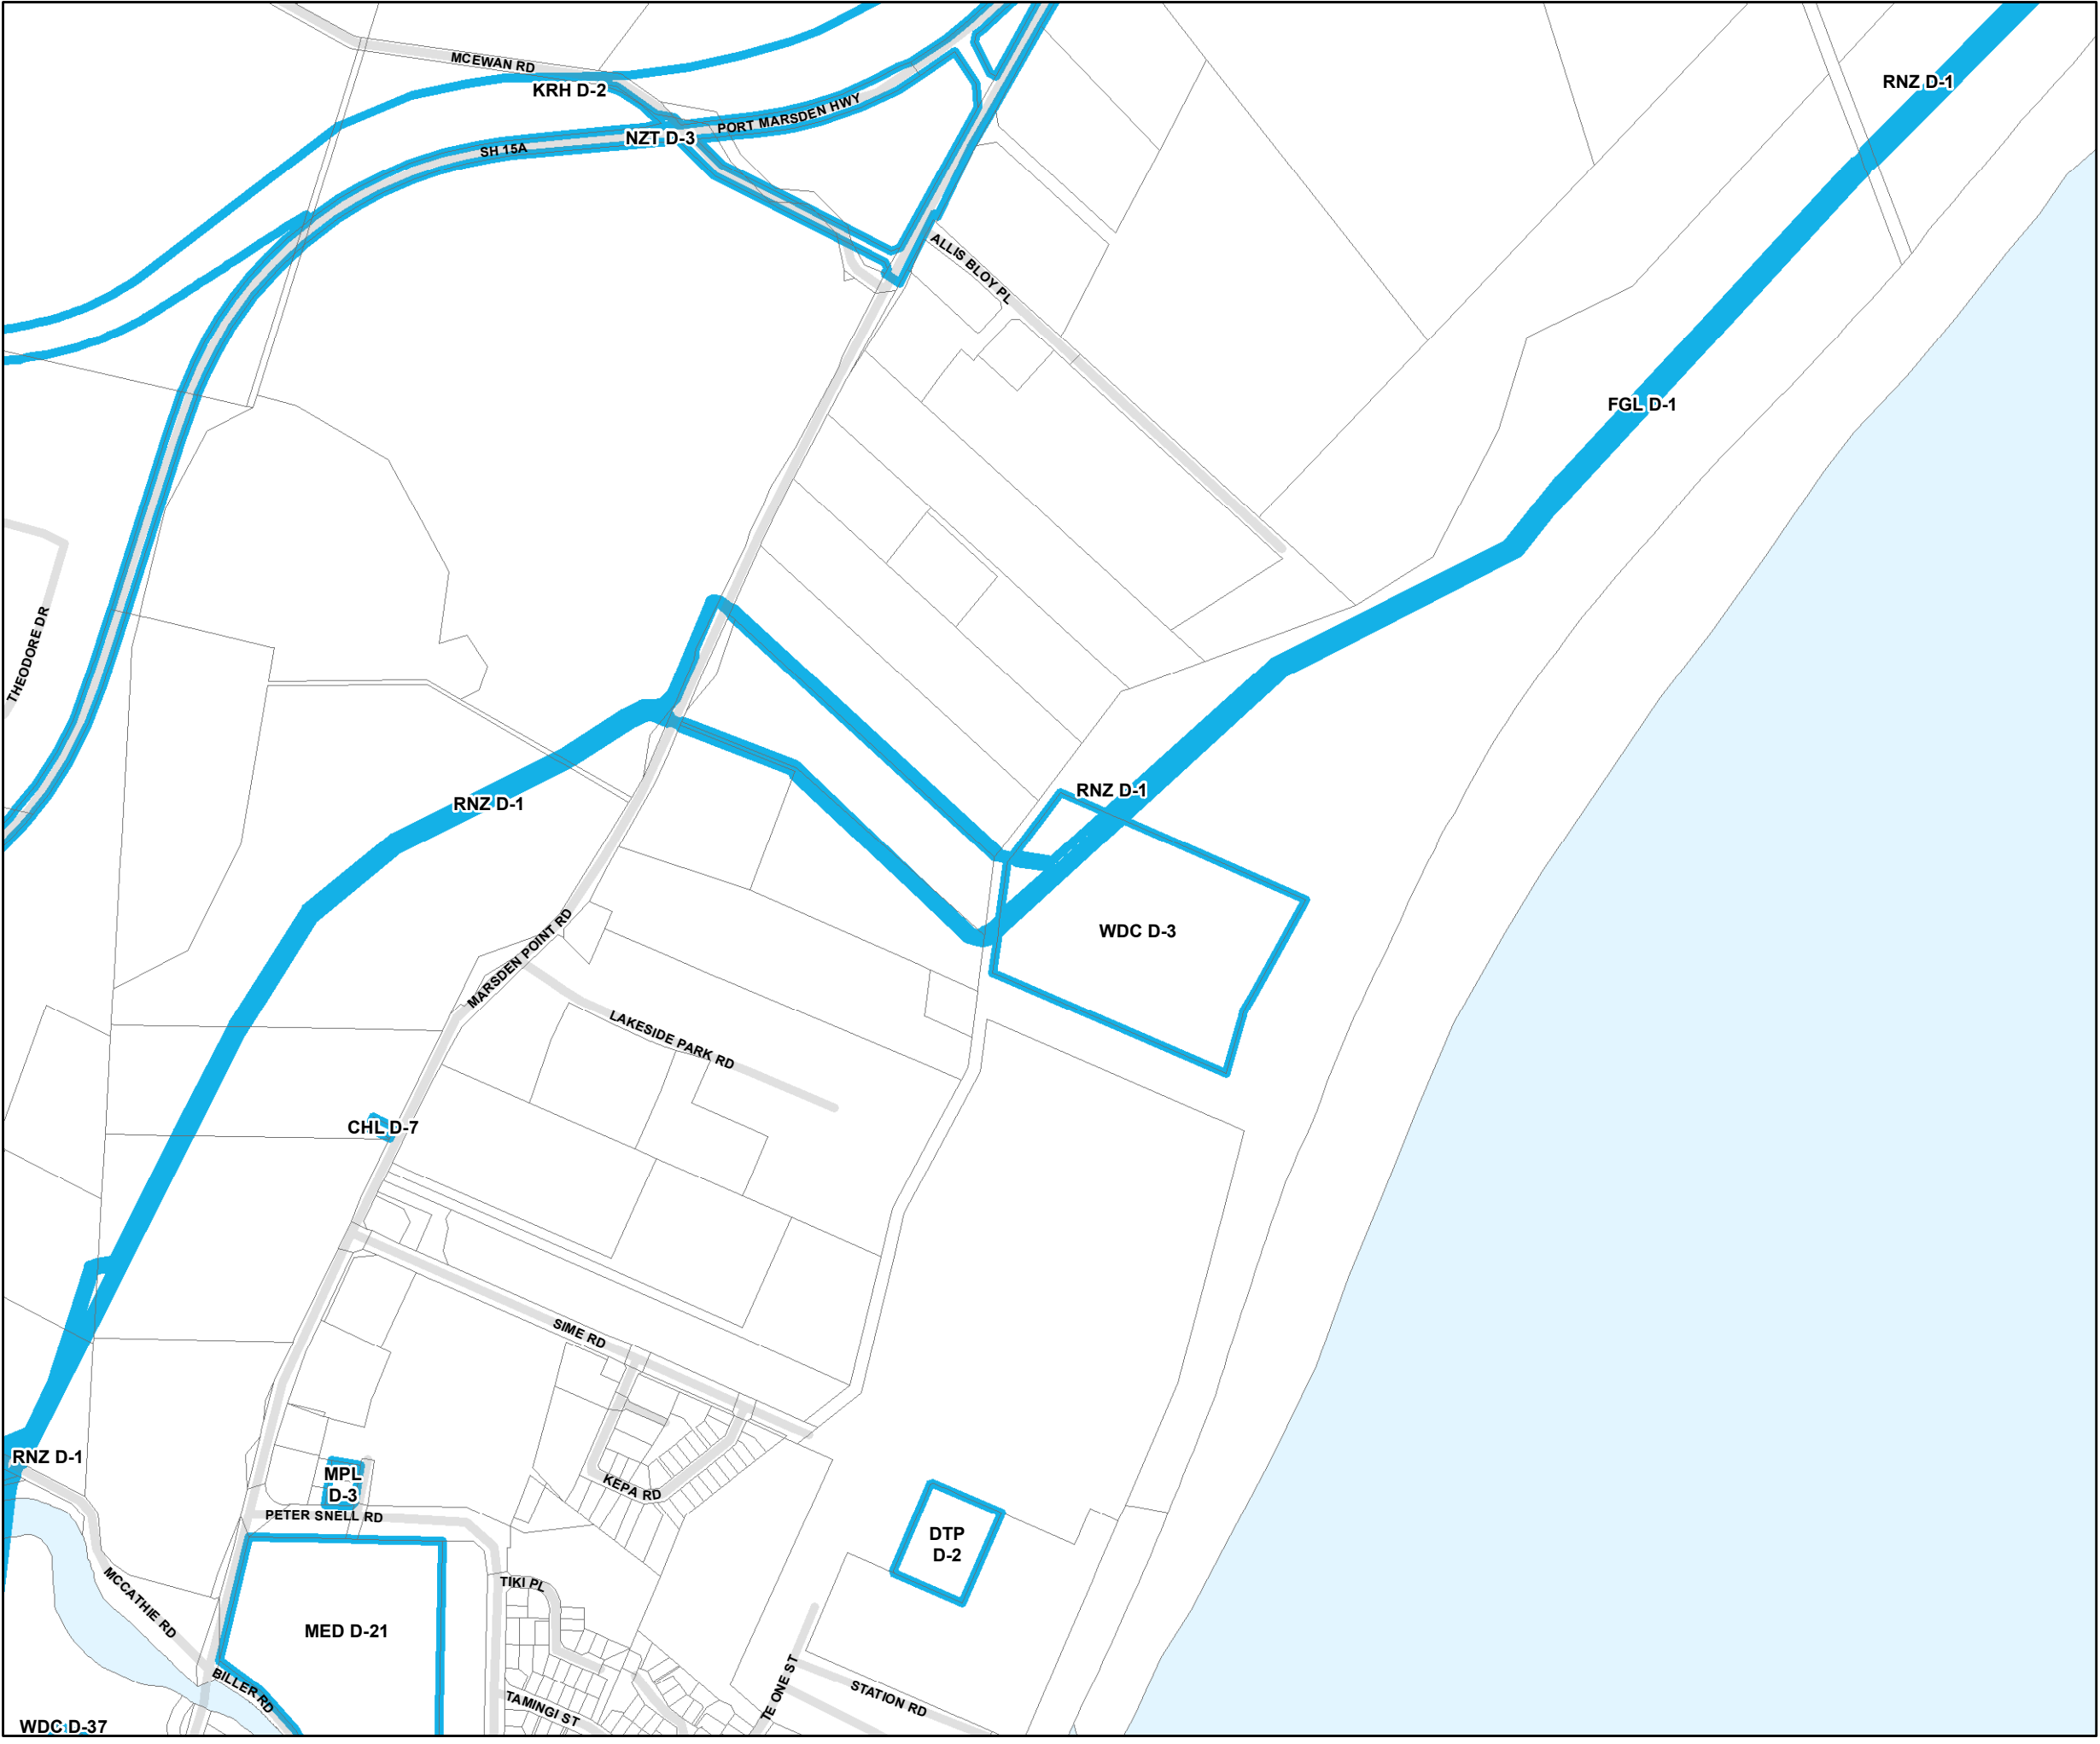 MCEWAN RD
RNZ D-1
KRH D-2
PORT MARSDEN HWY
NZT D-3
SH 15A
ALLIS BLOY PL
FGL D-1
THEODORE DR
RNZ D-1
RNZ D-1
WDC D-3
MARSDEN POINT RD
LAKESIDE PARK RD
CHL D-7
SIME RD
RNZ D-1
MPL
D-3
KEPA RD
PETER SNELL RD
DTP
D-2
TIKI PL
MCCATHIE RD
MED D-21
BILLER RD
TE ONE ST
STATION RD
TAMINGI ST
WDC D-37